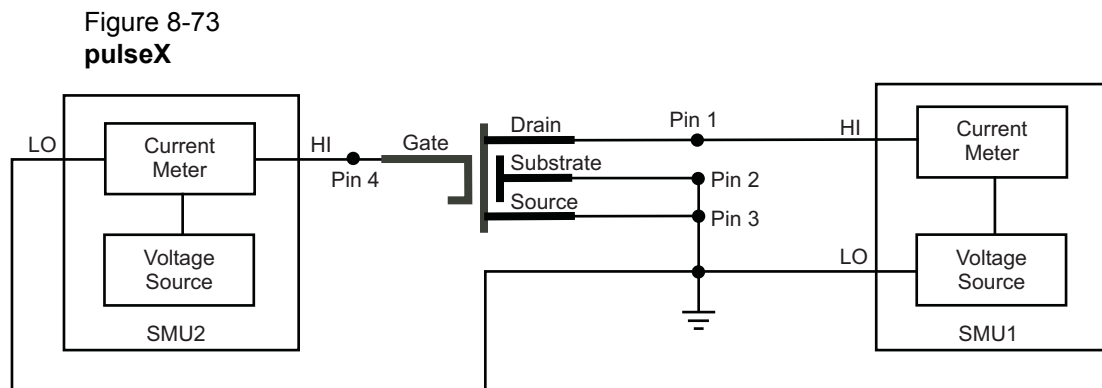 Figure 8-73
pulseX
LO
Current
Meter
HI
Pin 4
Gate
Drain
Substrate
Source
Pin 1
Pin 2
Pin 3
HI
Current
Meter
Voltage
Source
SMU2
LO
Voltage
Source
SMU1